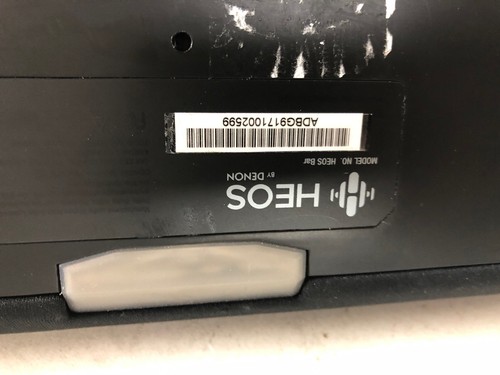 HEOS
BY DENON
MODEL NO. HEOS Bar
ADBG9171002599